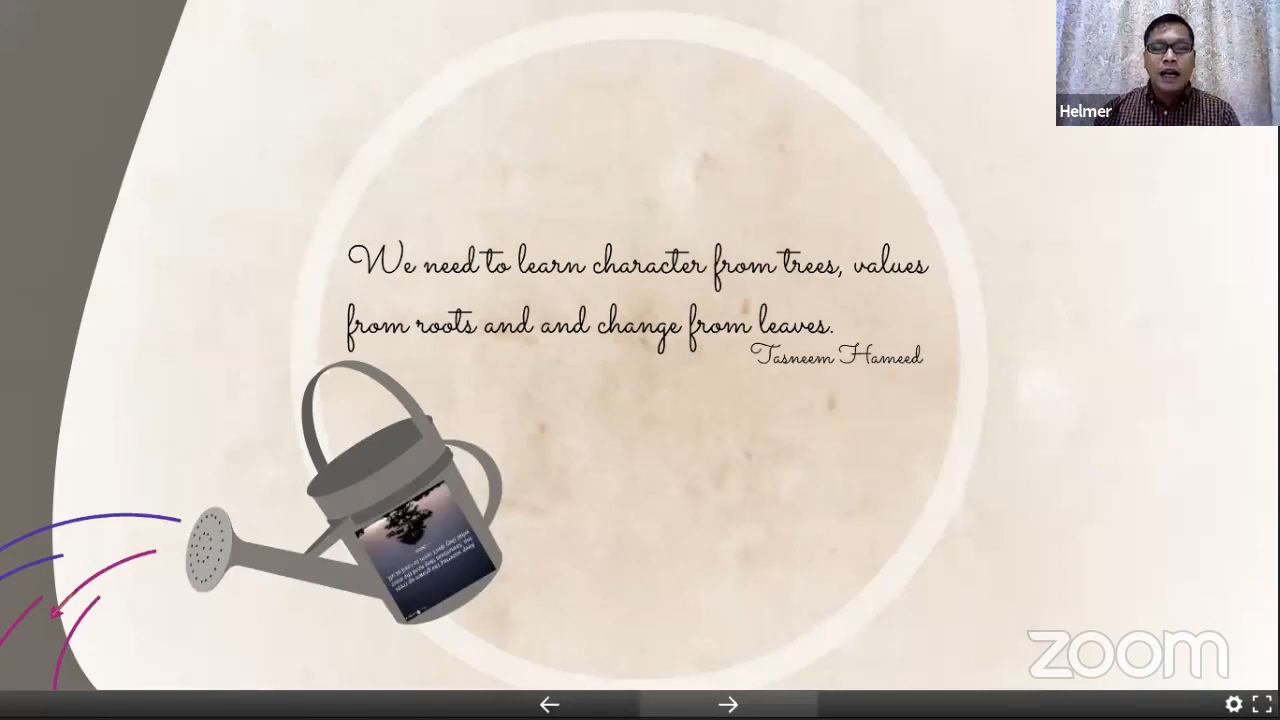 Helmer
We need to learn character from trees, values
from roots and and change from leaves.
Tasneem Hameed
zoom